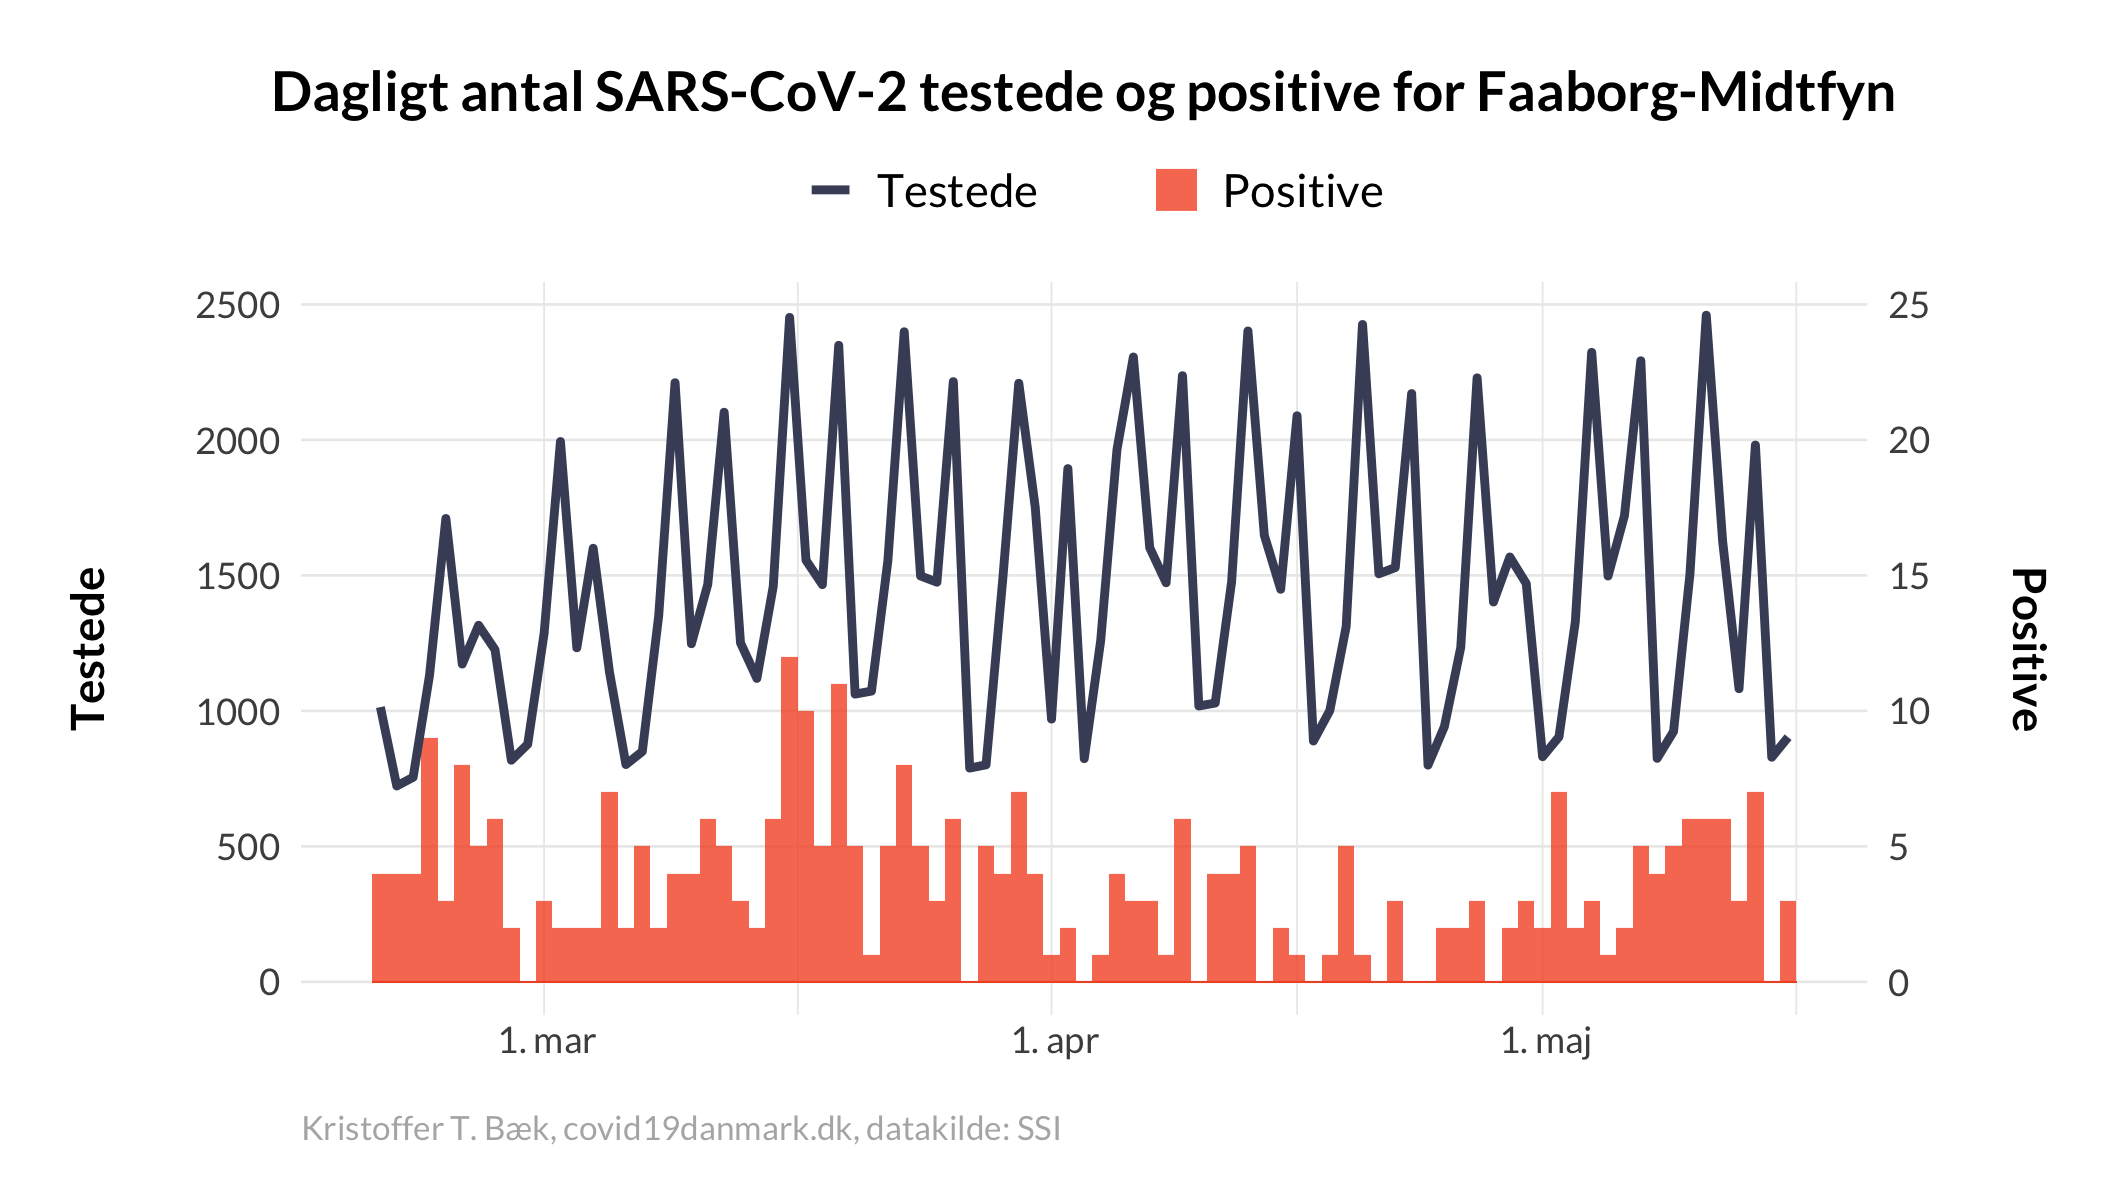 Dagligt antal SARS-CoV-2 testede og positive for Faaborg-Midtfyn
Testede
Positive
2500
2000
1500
1000
500
0
25
20
15
10
5
0
Testede
Positive
1. mar
1. apr
1. maj
Kristoffer T. Bæk, covid19danmark.dk, datakilde: SSI